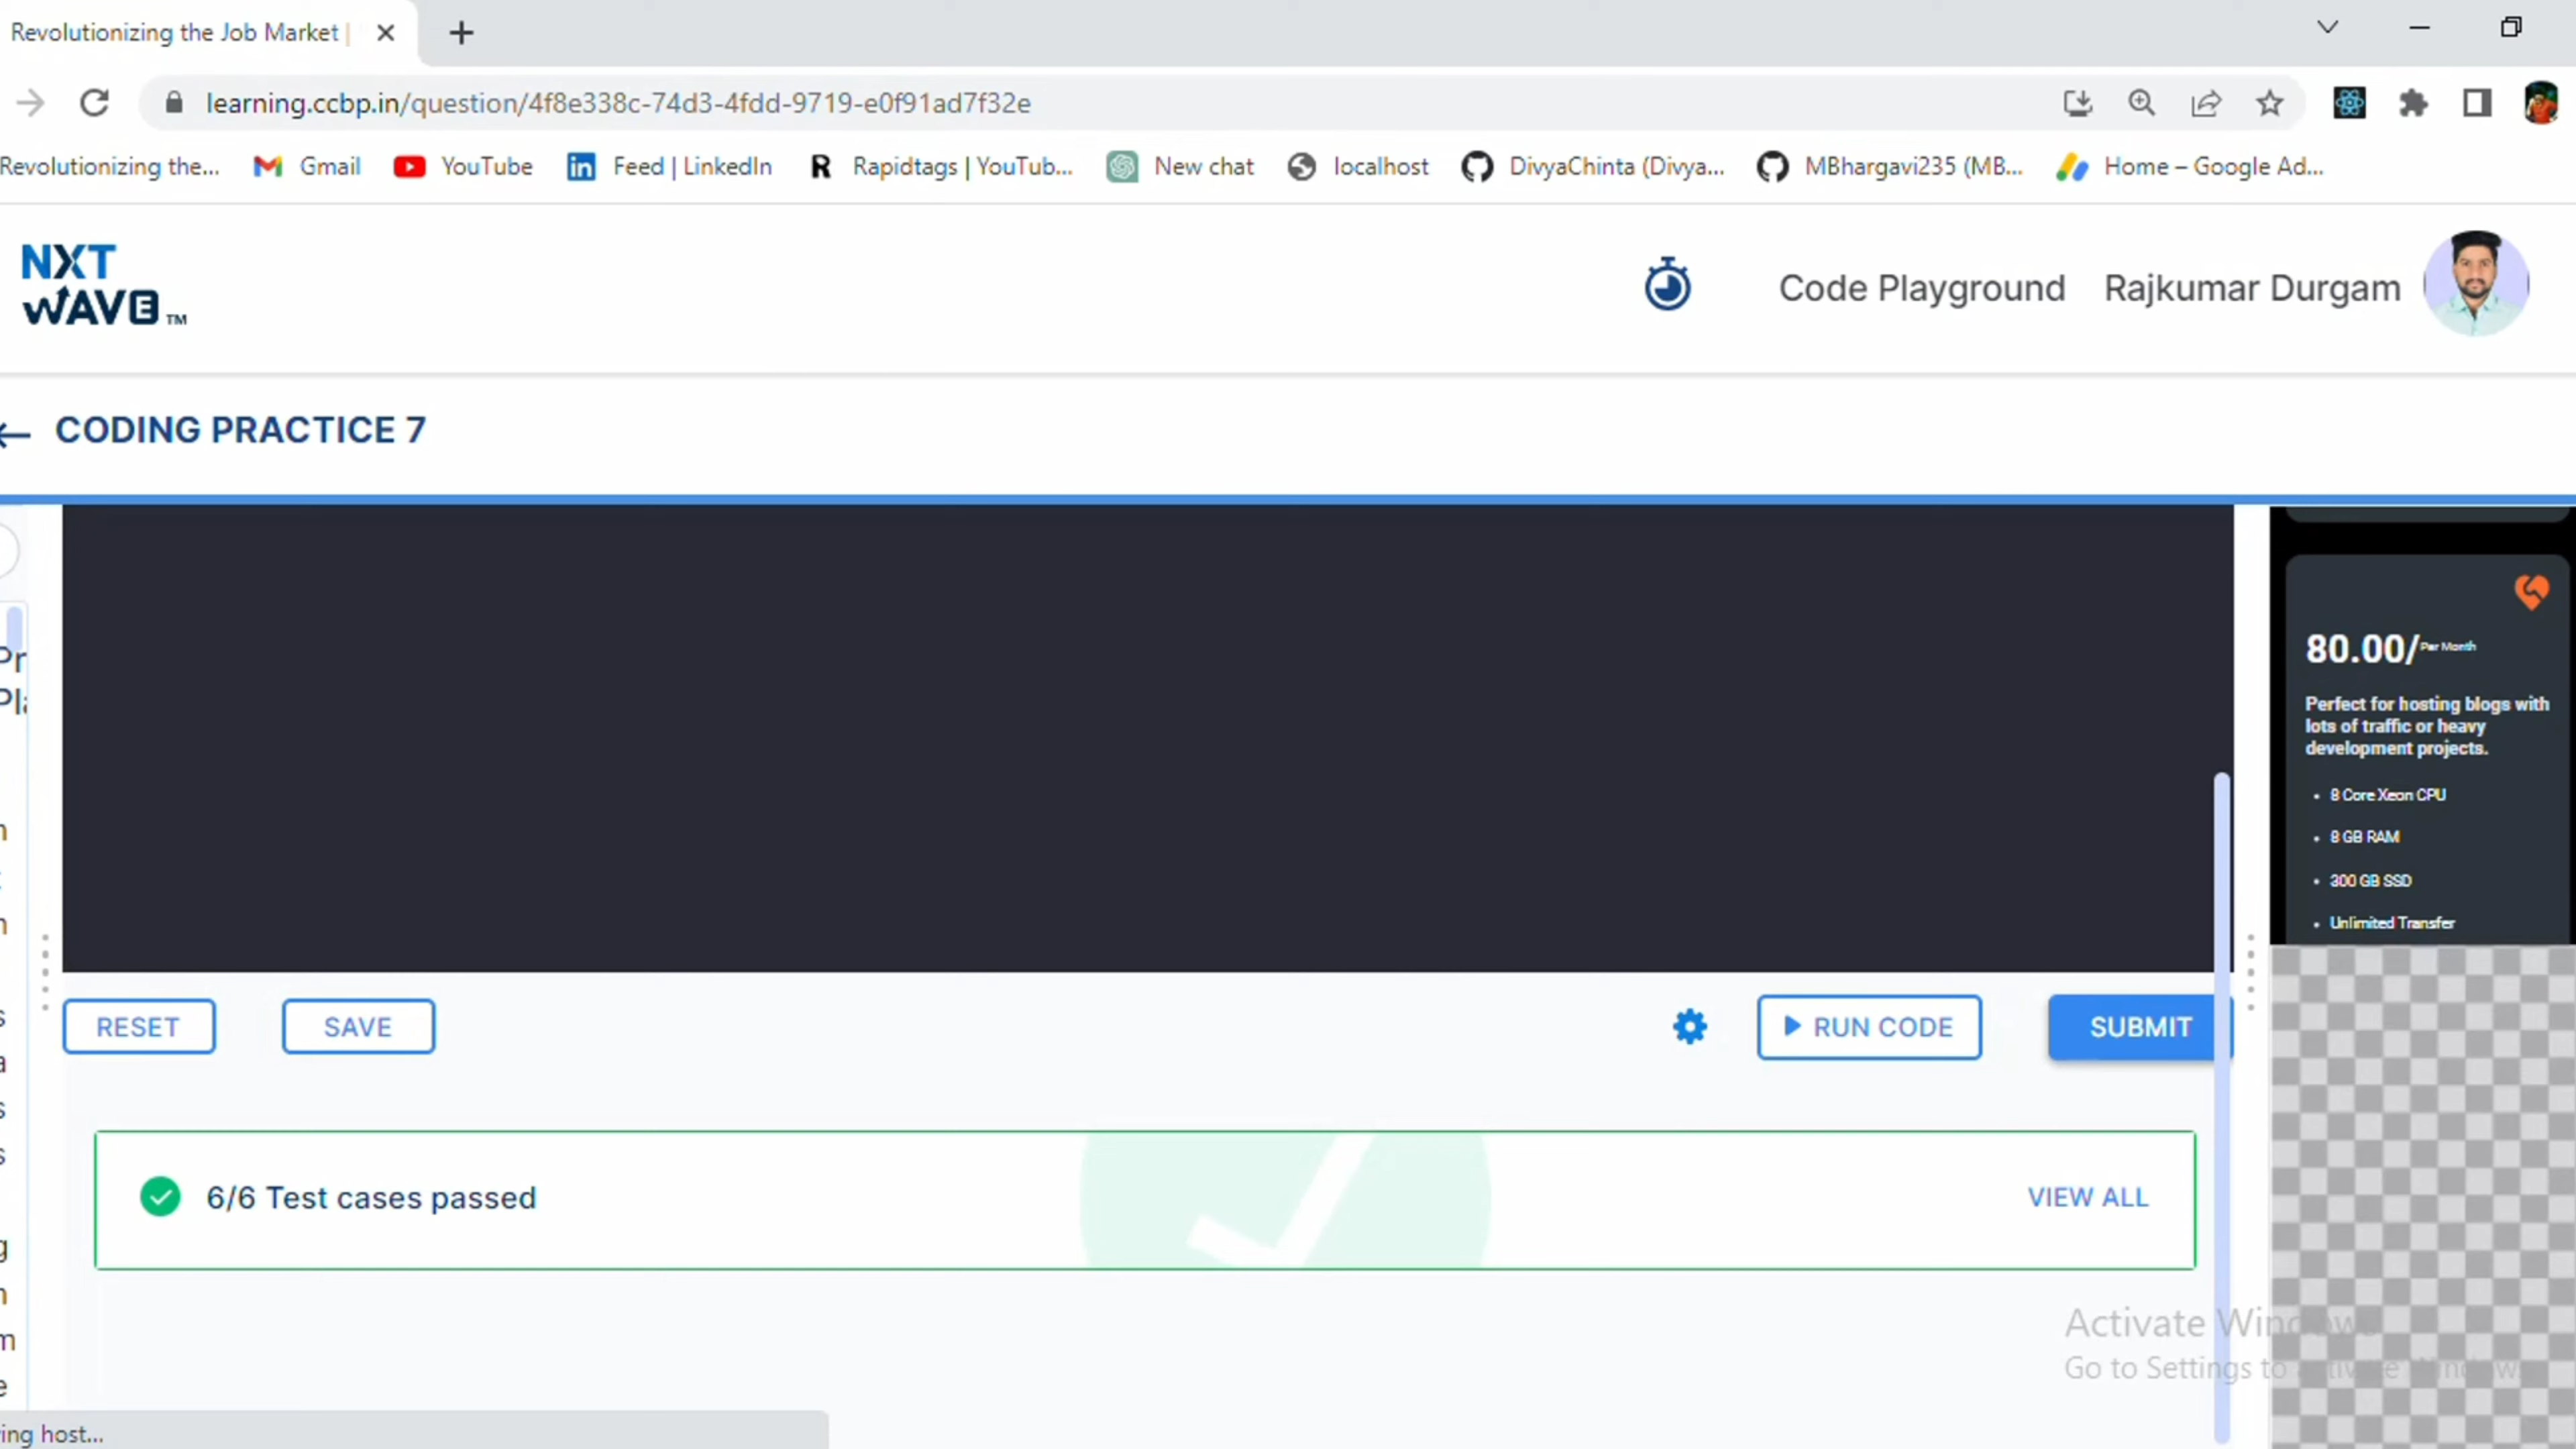 Revolutionizing the Job Market |
learning.ccbp.in/question/4f8e338c-74d3-4fdd-9719-e0f91ad7f32e
Revolutionizing the... Gmail YouTube Feed | LinkedIn Rapidtags | YouTub... New chat localhost DivyaChinta (Divya... MBhargavi235 (MB... Home – Google Ad...
NXT
WAVE TM
Code Playground Rajkumar Durgam
CODING PRACTICE 7
80.00/ Per Month
Perfect for hosting blogs with
lots of traffic or heavy
development projects.
• 8 Core Xeon CPU
• 8 GB RAM
• 300 GB SSD
• Unlimited Transfer
Pr
RESET SAVE RUN CODE SUBMIT
6/6 Test cases passed VIEW ALL
Activate Windows
Go to Settings to activate Windows.
ing host...